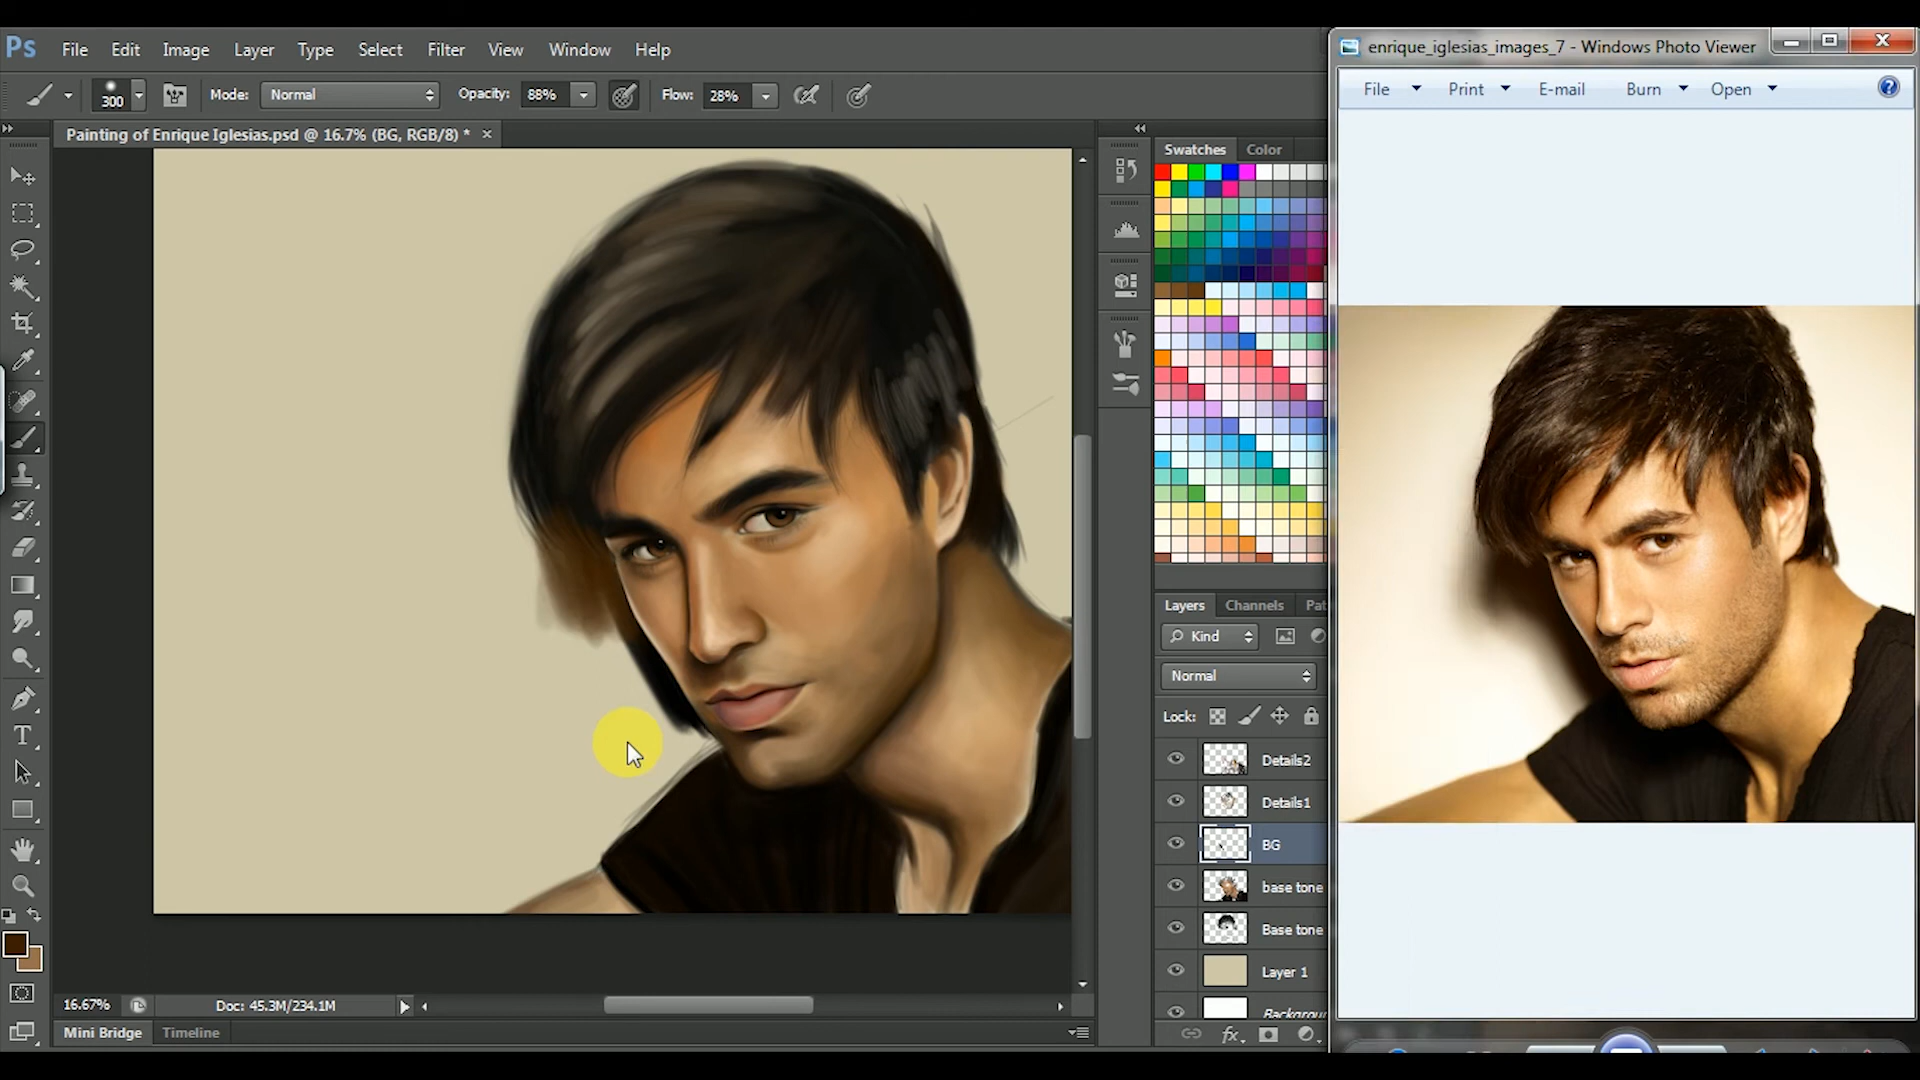 Ps File Edit Image Layer Type Select Filter View Window Help
300 Mode: Normal Opacity: 88% Flow: 28%
Painting of Enrique Iglesias.psd @ 16.7% (BG, RGB/8) * ×
Swatches Color
Layers Channels Pat
Kind
Normal
Lock:
Details2
Details1
BG
base tone
Base tone
Layer 1
Backgrou
fx
T
16.67% Doc: 45.3M/234.1M
Mini Bridge Timeline
enrique_iglesias_images_7 - Windows Photo Viewer
File Print E-mail Burn Open